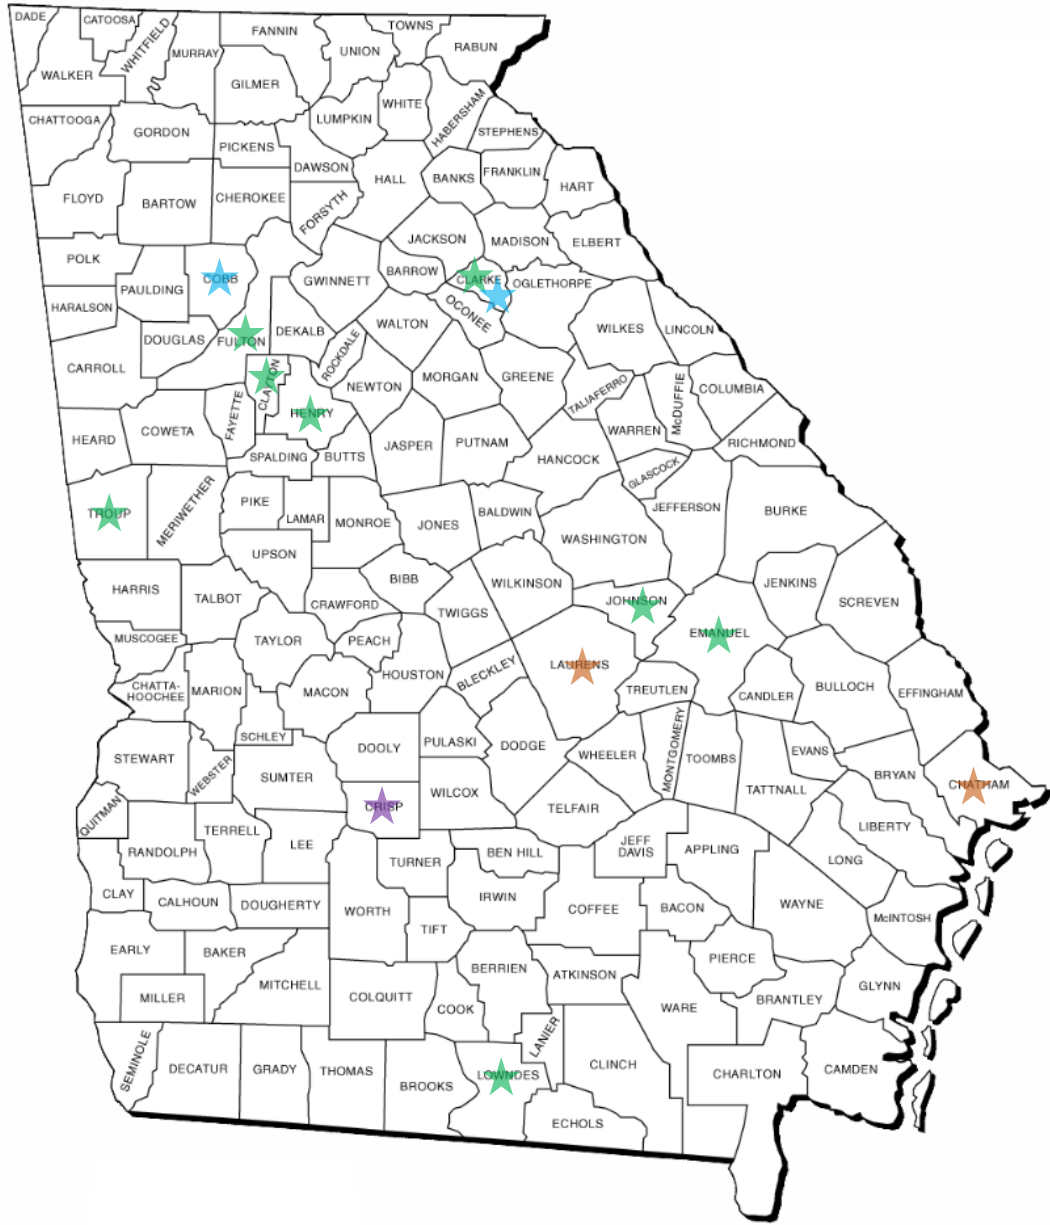 DADE
CATOOSA
WHITFIELD
MURRAY
FANNIN
UNION
TOWNS
RABUN
WALKER
GILMER
WHITE
LUMPKIN
HABERSHAM
STEPHENS
CHATTOOGA
GORDON
PICKENS
DAWSON
HALL
BANKS
FRANKLIN
HART
FLOYD
BARTOW
CHEROKEE
FORSYTH
JACKSON
MADISON
ELBERT
POLK
PAULDING
COBB
GWINNETT
BARROW
CLARKE
OGLETHORPE
HARALSON
OCONEE
DOUGLAS
FULTON
DEKALB
ROCKDALE
WALTON
WILKES
LINCOLN
CARROLL
CLAYTON
NEWTON
MORGAN
GREENE
TALIAFERRO
McDUFFIE
COLUMBIA
HEARD
COWETA
FAYETTE
HENRY
SPALDING
BUTTS
JASPER
PUTNAM
HANCOCK
WARREN
GLASCOCK
RICHMOND
TROUP
MERIWETHER
PIKE
LAMAR
MONROE
JONES
BALDWIN
WASHINGTON
JEFFERSON
BURKE
UPSON
HARRIS
TALBOT
CRAWFORD
BIBB
TWIGGS
WILKINSON
JOHNSON
EMANUEL
JENKINS
SCREVEN
MUSCOGEE
TAYLOR
PEACH
HOUSTON
BLECKLEY
LAURENS
TREUTLEN
CANDLER
BULLOCH
EFFINGHAM
CHATTA-
HOOCHEE
MARION
MACON
SCHLEY
DOOLY
PULASKI
DODGE
WHEELER
MONTGOMERY
TOOMBS
EVANS
BRYAN
CHATHAM
STEWART
WEBSTER
SUMTER
CRISP
WILCOX
TELFAIR
TATTNALL
LIBERTY
QUITMAN
RANDOLPH
TERRELL
LEE
TURNER
BEN HILL
JEFF
DAVIS
APPLING
LONG
CLAY
CALHOUN
DOUGHERTY
WORTH
TIFT
IRWIN
COFFEE
BACON
WAYNE
McINTOSH
EARLY
BAKER
MITCHELL
COLQUITT
BERRIEN
ATKINSON
PIERCE
MILLER
COOK
WARE
BRANTLEY
GLYNN
SEMINOLE
DECATUR
GRADY
THOMAS
BROOKS
LOWNDES
LANIER
CLINCH
CHARLTON
CAMDEN
ECHOLS